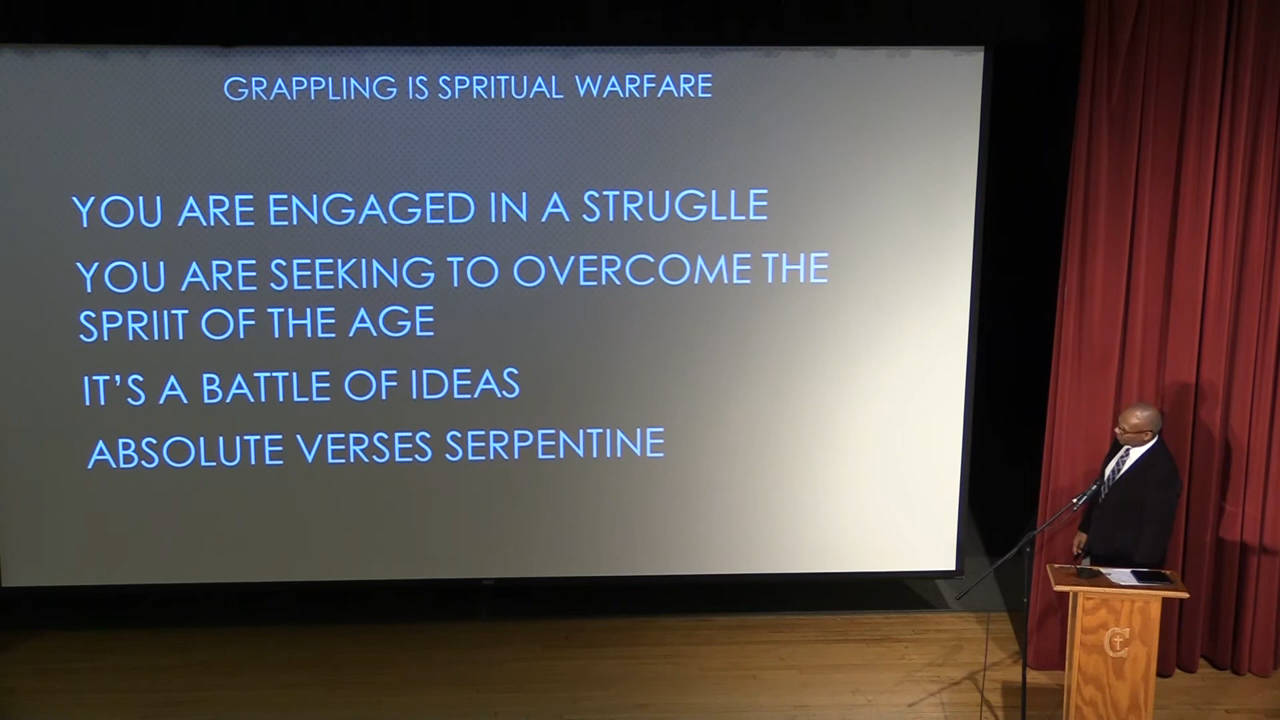 GRAPPLING IS SPRITUAL WARFARE
YOU ARE ENGAGED IN A STRUGLLE
YOU ARE SEEKING TO OVERCOME THE
SPRIIT OF THE AGE
IT'S A BATTLE OF IDEAS
ABSOLUTE VERSES SERPENTINE
C